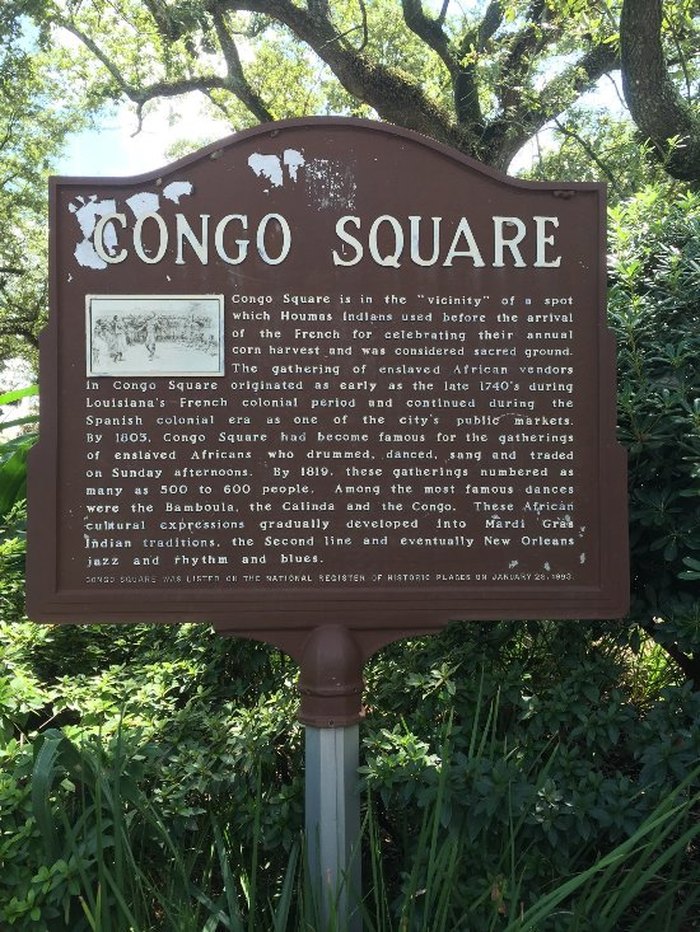 CONGO SQUARE
Congo Square is in the "vicinity" of a spot
which Houmas Indians used before the arrival
of the French for celebrating their annual
corn harvest and was considered sacred ground.
The gathering of enslaved African vendors
in Congo Square originated as early as the late 1740's during
Louisiana's French colonial period and continued during the
Spanish colonial era as one of the city's public markets.
By 1803, Congo Square had become famous for the gatherings
of enslaved Africans who drummed, danced, sang and traded
on Sunday afternoons. By 1819, these gatherings numbered as
many as 500 to 600 people. Among the most famous dances
were the Bamboula, the Calinda and the Congo. These African
cultural expressions gradually developed into Mardi Gras
Indian traditions, the Second line and eventually New Orleans
jazz and rhythm and blues.
CONGO SQUARE WAS LISTED ON THE NATIONAL REGISTER OF HISTORIC PLACES ON JANUARY 28, 1993.